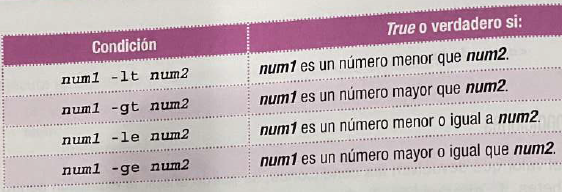 Condición True o verdadero si:
num1 -lt num2 num1 es un número menor que num2.
num1 -gt num2 num1 es un número mayor que num2.
num1 -le num2 num1 es un número menor o igual a num2.
num1 -ge num2 num1 es un número mayor o igual que num2.